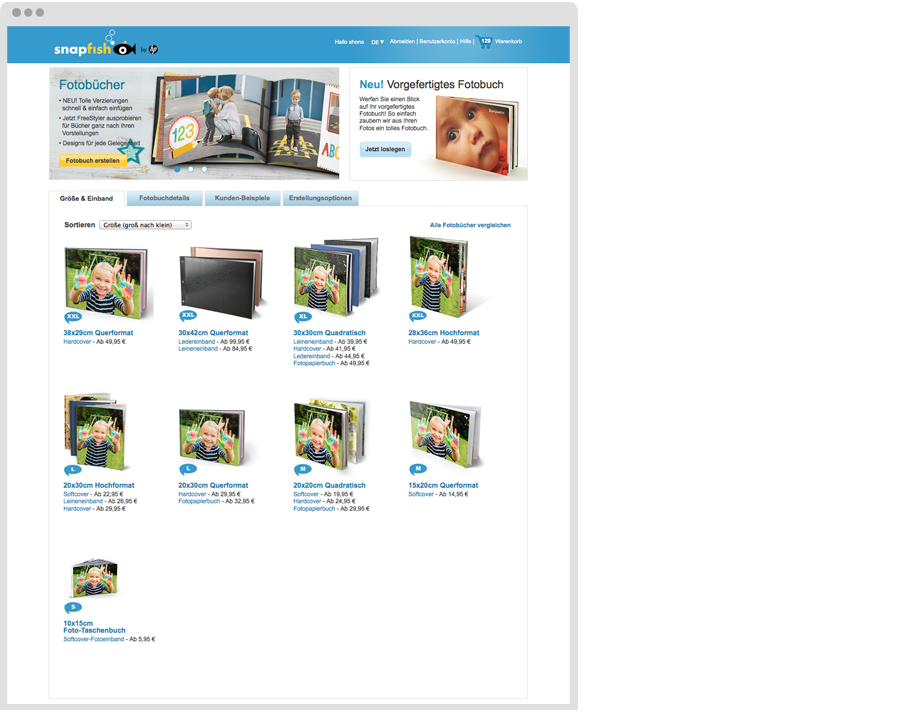 snapfish by hp
Hallo shona DE ▾ Abmelden | Benutzerkonto | Hilfe | 129 Warenkorb
Fotobücher
• NEU! Tolle Verzierungen
schnell & einfach einfügen
• Jetzt FreeStyler ausprobieren
für Bücher ganz nach ihren
Vorstellungen
• Designs für jede Gelegenheit
Fotobuch erstellen
123
ABC
Neu! Vorgefertigtes Fotobuch
Werfen Sie einen Blick
auf Ihr vorgefertigtes
Fotobuch! So einfach
zaubern wir aus Ihren
Fotos ein tolles Fotobuch.
Jetzt loslegen
Größe & Einband
Fotobuchdetails
Kunden-Beispiele
Erstellungsoptionen
Sortieren Größe (groß nach klein)
Alle Fotobücher vergleichen
XXL
38x29cm Querformat
Hardcover - Ab 49,95 €
XXL
30x42cm Querformat
Ledereinband - Ab 99,95 €
Leineneinband - Ab 84,95 €
XL
30x30cm Quadratisch
Leineneinband - Ab 39,95 €
Hardcover - Ab 41,95 €
Ledereinband - Ab 44,95 €
Fotopapierbuch - Ab 49,95 €
XXL
28x36cm Hochformat
Hardcover - Ab 49,95 €
L
20x30cm Hochformat
Softcover - Ab 22,95 €
Leineneinband - Ab 26,95 €
Hardcover - Ab 29,95 €
L
20x30cm Querformat
Hardcover - Ab 29,95 €
Fotopapierbuch - Ab 32,95 €
M
20x20cm Quadratisch
Softcover - Ab 19,95 €
Hardcover - Ab 24,95 €
Fotopapierbuch - Ab 29,95 €
M
15x20cm Querformat
Softcover - Ab 14,95 €
S
10x15cm
Foto-Taschenbuch
Softcover-Fotoeinband - Ab 5,95 €